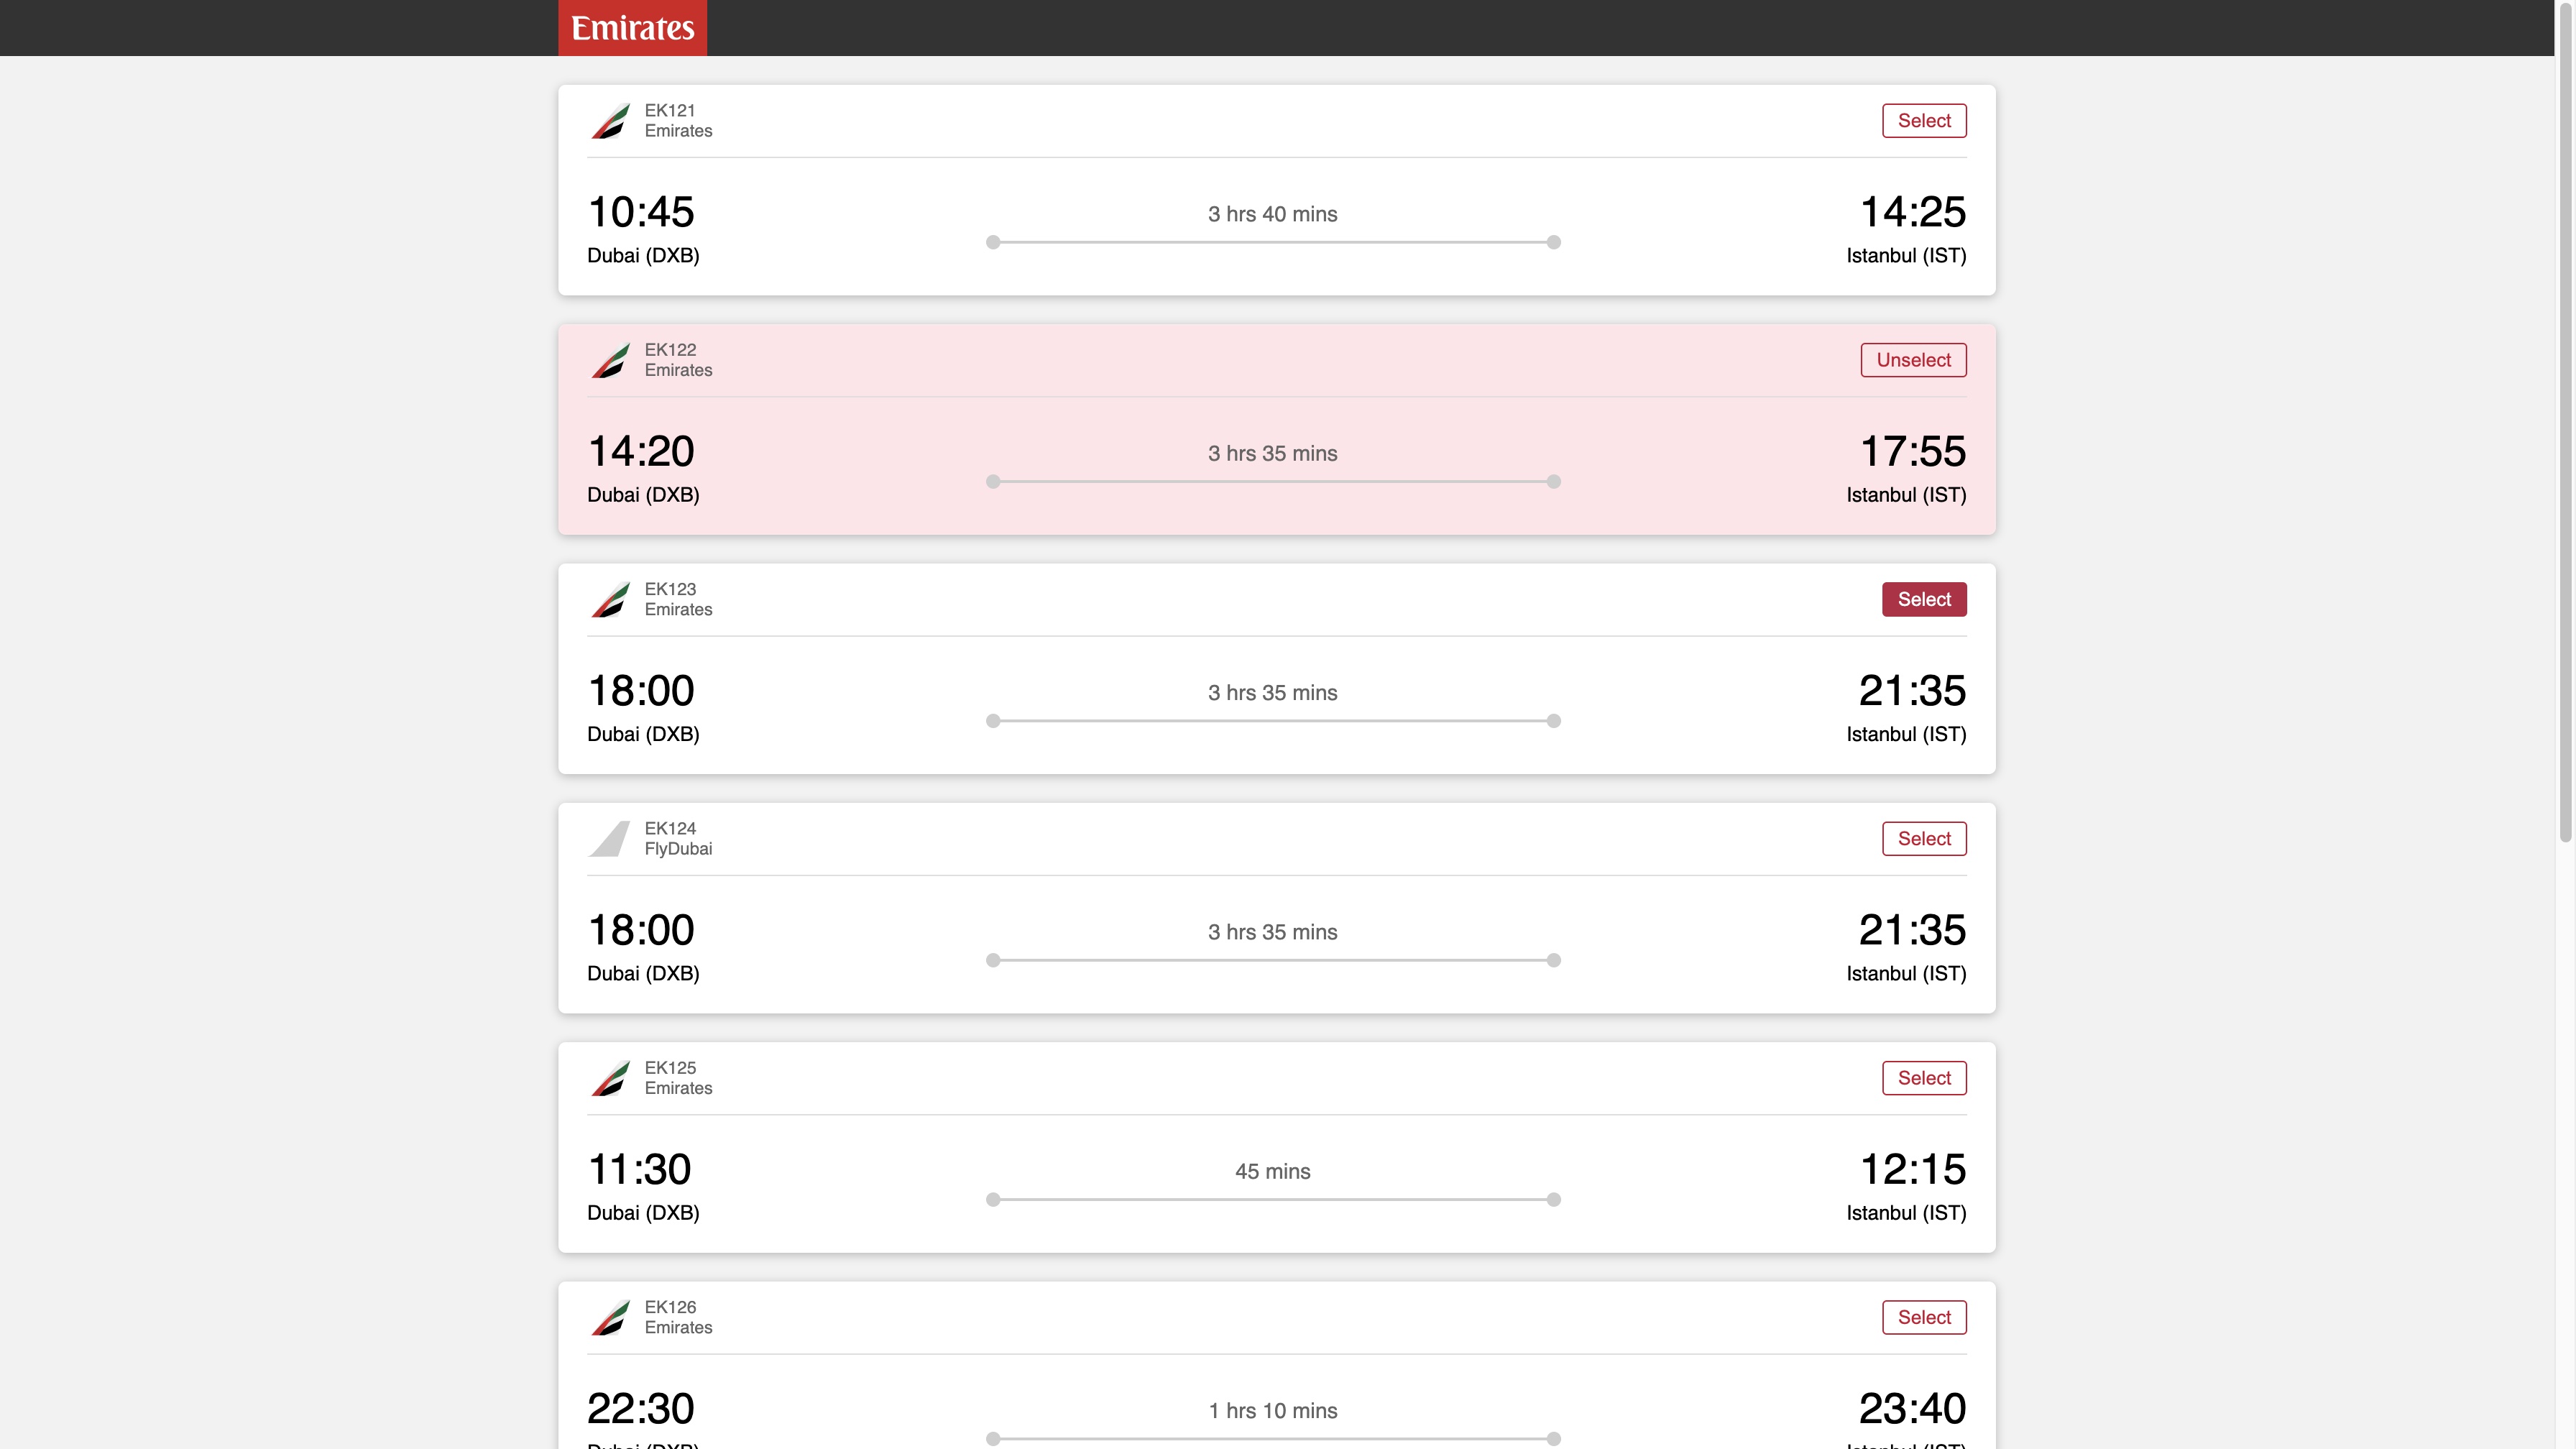 Emirates
EK121
Emirates
Select
10:45
3 hrs 40 mins
14:25
Dubai (DXB)
Istanbul (IST)
EK122
Emirates
Unselect
14:20
3 hrs 35 mins
17:55
Dubai (DXB)
Istanbul (IST)
EK123
Emirates
Select
18:00
3 hrs 35 mins
21:35
Dubai (DXB)
Istanbul (IST)
EK124
FlyDubai
Select
18:00
3 hrs 35 mins
21:35
Dubai (DXB)
Istanbul (IST)
EK125
Emirates
Select
11:30
45 mins
12:15
Dubai (DXB)
Istanbul (IST)
EK126
Emirates
Select
22:30
1 hrs 10 mins
23:40
Dubai (DXB)
Istanbul (IST)